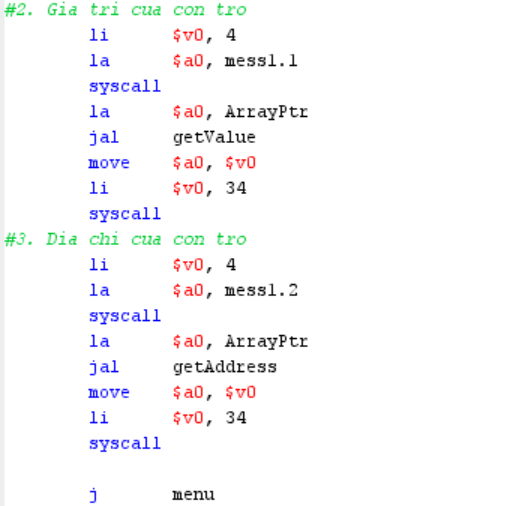 #2. Gia tri cua con tro
li $v0, 4
la $a0, mess1.1
syscall
la $a0, ArrayPtr
jal getValue
move $a0, $v0
li $v0, 34
syscall
#3. Dia chi cua con tro
li $v0, 4
la $a0, mess1.2
syscall
la $a0, ArrayPtr
jal getAddress
move $a0, $v0
li $v0, 34
syscall
j menu